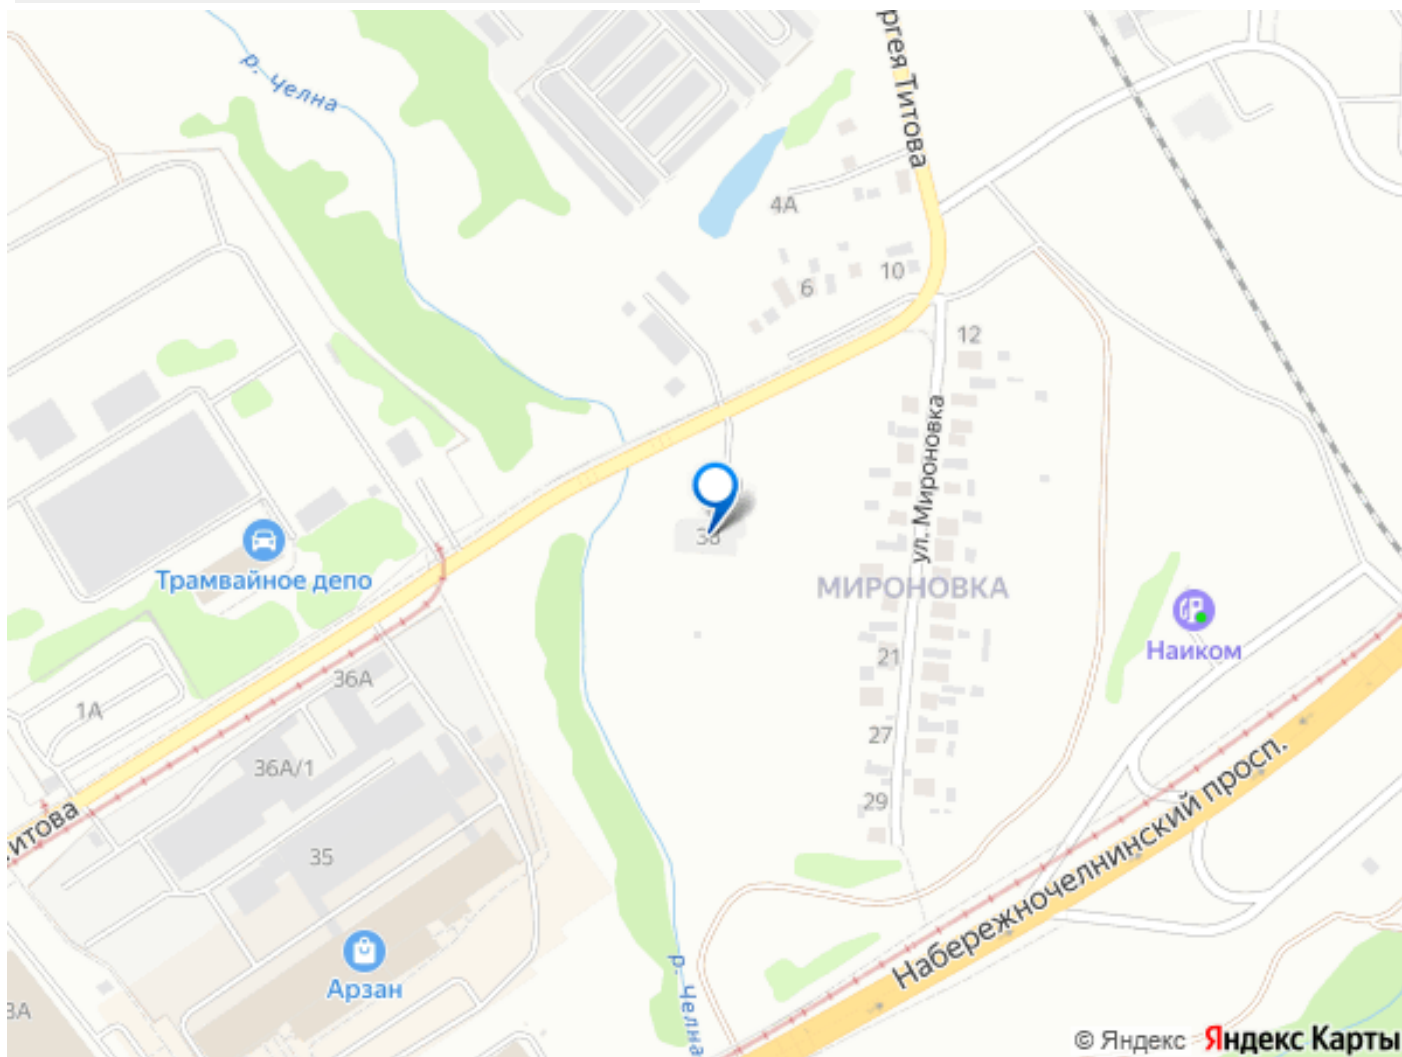 р. Челна
ргея Титова
4А
6
10
12
ул. Мироновка
38
МИРОНОВКА
Трамвайное депо
Наиком
21
36А
1А
27
36А/1
29
итова
35
Набережночелнинский просп.
Арзан
р. Челна
3А
© Яндекс Яндекс Карты